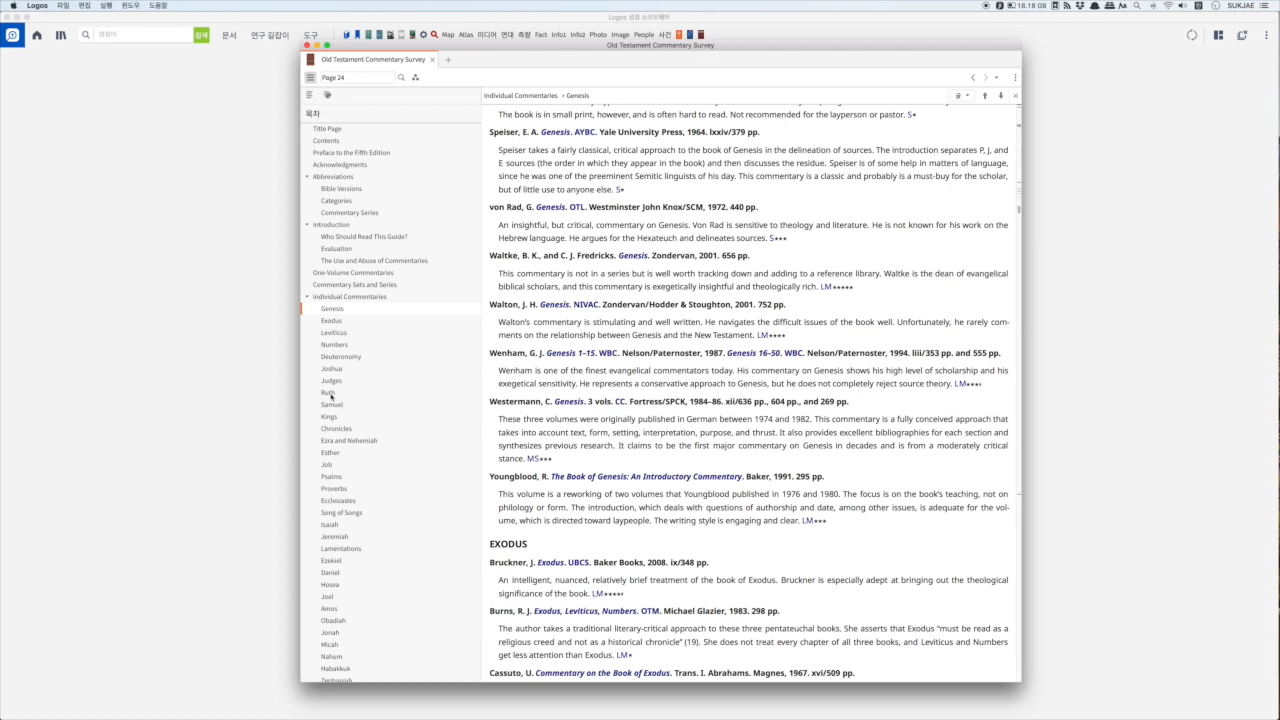 Logos 파일 편집 실행 윈도우 도움말
18.18 GB
SUKJAE
Logos 성경 소프트웨어
명령어
검색
문서 연구 길잡이 도구
Map Atlas 미디어 연대 측량 Fact Info1 Info2 Photo Image People 사건
Old Testament Commentary Survey
Old Testament Commentary Survey
Page 24
Individual Commentaries › Genesis
글
목차
Title Page
Contents
Preface to the Fifth Edition
Acknowledgments
Abbreviations
Bible Versions
Categories
Commentary Series
Introduction
Who Should Read This Guide?
Evaluation
The Use and Abuse of Commentaries
One-Volume Commentaries
Commentary Sets and Series
Individual Commentaries
Genesis
Exodus
Leviticus
Numbers
Deuteronomy
Joshua
Judges
Ruth
Samuel
Kings
Chronicles
Ezra and Nehemiah
Esther
Job
Psalms
Proverbs
Ecclesiastes
Song of Songs
Isaiah
Jeremiah
Lamentations
Ezekiel
Daniel
Hosea
Joel
Amos
Obadiah
Jonah
Micah
Nahum
Habakkuk
Zephaniah
The book is in small print, however, and is often hard to read. Not recommended for the layperson or pastor. S★
Speiser, E. A. Genesis. AYBC. Yale University Press, 1964. lxxiv/379 pp.
Speiser takes a fairly classical, critical approach to the book of Genesis in the delineation of sources. The introduction separates P, J, and
E sources (the order in which they appear in the book) and then discusses the residue. Speiser is of some help in matters of language,
since he was one of the preeminent Semitic linguists of his day. This commentary is a classic and probably is a must-buy for the scholar,
but of little use to anyone else. S★
von Rad, G. Genesis. OTL. Westminster John Knox/SCM, 1972. 440 pp.
An insightful, but critical, commentary on Genesis. Von Rad is sensitive to theology and literature. He is not known for his work on the
Hebrew language. He argues for the Hexateuch and delineates sources. S★★★
Waltke, B. K., and C. J. Fredricks. Genesis. Zondervan, 2001. 656 pp.
This commentary is not in a series but is well worth tracking down and adding to a reference library. Waltke is the dean of evangelical
biblical scholars, and this commentary is exegetically insightful and theologically rich. LM★★★★★
Walton, J. H. Genesis. NIVAC. Zondervan/Hodder & Stoughton, 2001. 752 pp.
Walton's commentary is stimulating and well written. He navigates the difficult issues of the book well. Unfortunately, he rarely com-
ments on the relationship between Genesis and the New Testament. LM★★★★
Wenham, G. J. Genesis 1–15. WBC. Nelson/Paternoster, 1987. Genesis 16–50. WBC. Nelson/Paternoster, 1994. liii/353 pp. and 555 pp.
Wenham is one of the finest evangelical commentators today. His commentary on Genesis shows his high level of scholarship and his
exegetical sensitivity. He represents a conservative approach to Genesis, but he does not completely reject source theory. LM★★★
Westermann, C. Genesis. 3 vols. CC. Fortress/SPCK, 1984–86. xii/636 pp., 604 pp., and 269 pp.
These three volumes were originally published in German between 1974 and 1982. This commentary is a fully conceived approach that
takes into account text, form, setting, interpretation, purpose, and thrust. It also provides excellent bibliographies for each section and
synthesizes previous research. It claims to be the first major commentary on Genesis in decades and is from a moderately critical
stance. MS★★★
Youngblood, R. The Book of Genesis: An Introductory Commentary. Baker, 1991. 295 pp.
This volume is a reworking of two volumes that Youngblood published in 1976 and 1980. The focus is on the book's teaching, not on
philology or form. The introduction, which deals with questions of authorship and date, among other issues, is adequate for the vol-
ume, which is directed toward laypeople. The writing style is engaging and clear. LM★★★
EXODUS
Bruckner, J. Exodus. UBCS. Baker Books, 2008. ix/348 pp.
An intelligent, nuanced, relatively brief treatment of the book of Exodus. Bruckner is especially adept at bringing out the theological
significance of the book. LM★★★★
Burns, R. J. Exodus, Leviticus, Numbers. OTM. Michael Glazier, 1983. 298 pp.
The author takes a traditional literary-critical approach to these three pentateuchal books. She asserts that Exodus “must be read as a
religious creed and not as a historical chronicle” (19). She does not treat every chapter of all three books, and Leviticus and Numbers
get less attention than Exodus. LM★
Cassuto, U. Commentary on the Book of Exodus. Trans. I. Abrahams. Magnes, 1967. xvi/509 pp.